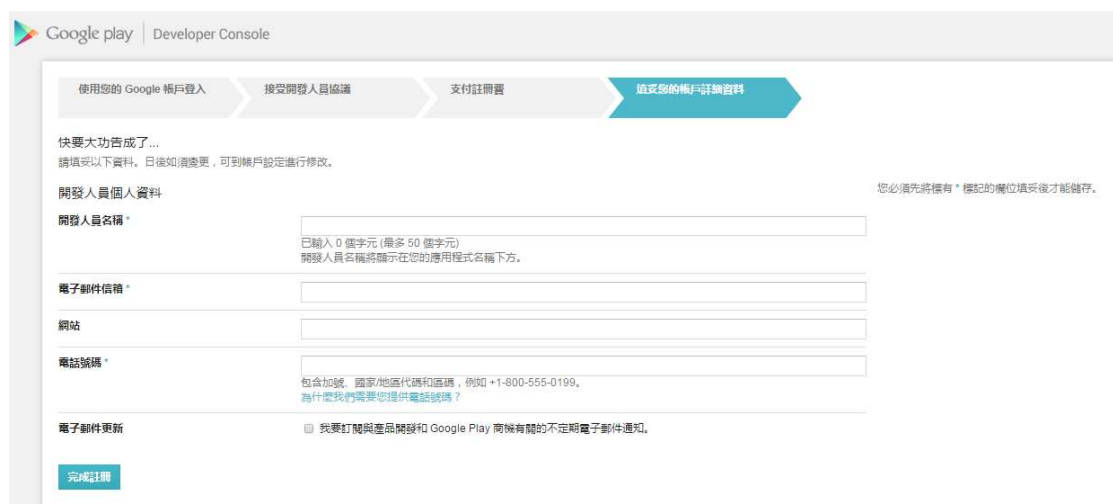 Google play | Developer Console
使用您的 Google 帳戶登入
接受開發人員協議
支付註冊費
填妥您的帳戶詳細資料
快要大功告成了...
請填妥以下資料。日後如須變更，可到帳戶設定進行修改。
開發人員個人資料
您必須先將標有 * 標記的欄位填妥後才能儲存。
開發人員名稱 *
已輸入 0 個字元 (最多 50 個字元)
開發人員名稱將顯示在您的應用程式名稱下方。
電子郵件信箱 *
網站
電話號碼 *
包含加號、國家/地區代碼和區碼，例如 +1-800-555-0199。
為什麼我們需要您提供電話號碼？
電子郵件更新
我要訂閱與產品開發和 Google Play 商機有關的不定期電子郵件通知。
完成註冊